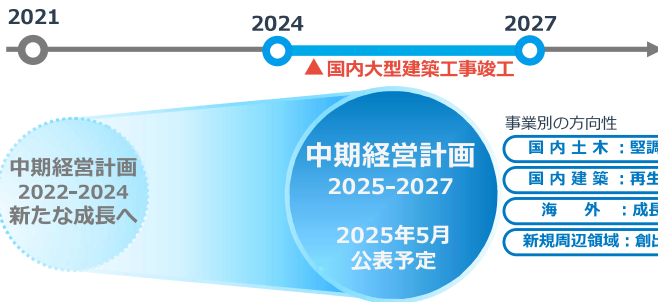 2021
2024
2027
▲国内大型建築工事竣工
中期経営計画
2022-2024
新たな成長へ
中期経営計画
2025-2027
2025年5月
公表予定
事業別の方向性
国内土木：堅調
国内建築：再生
海外：成長
新規周辺領域：創出